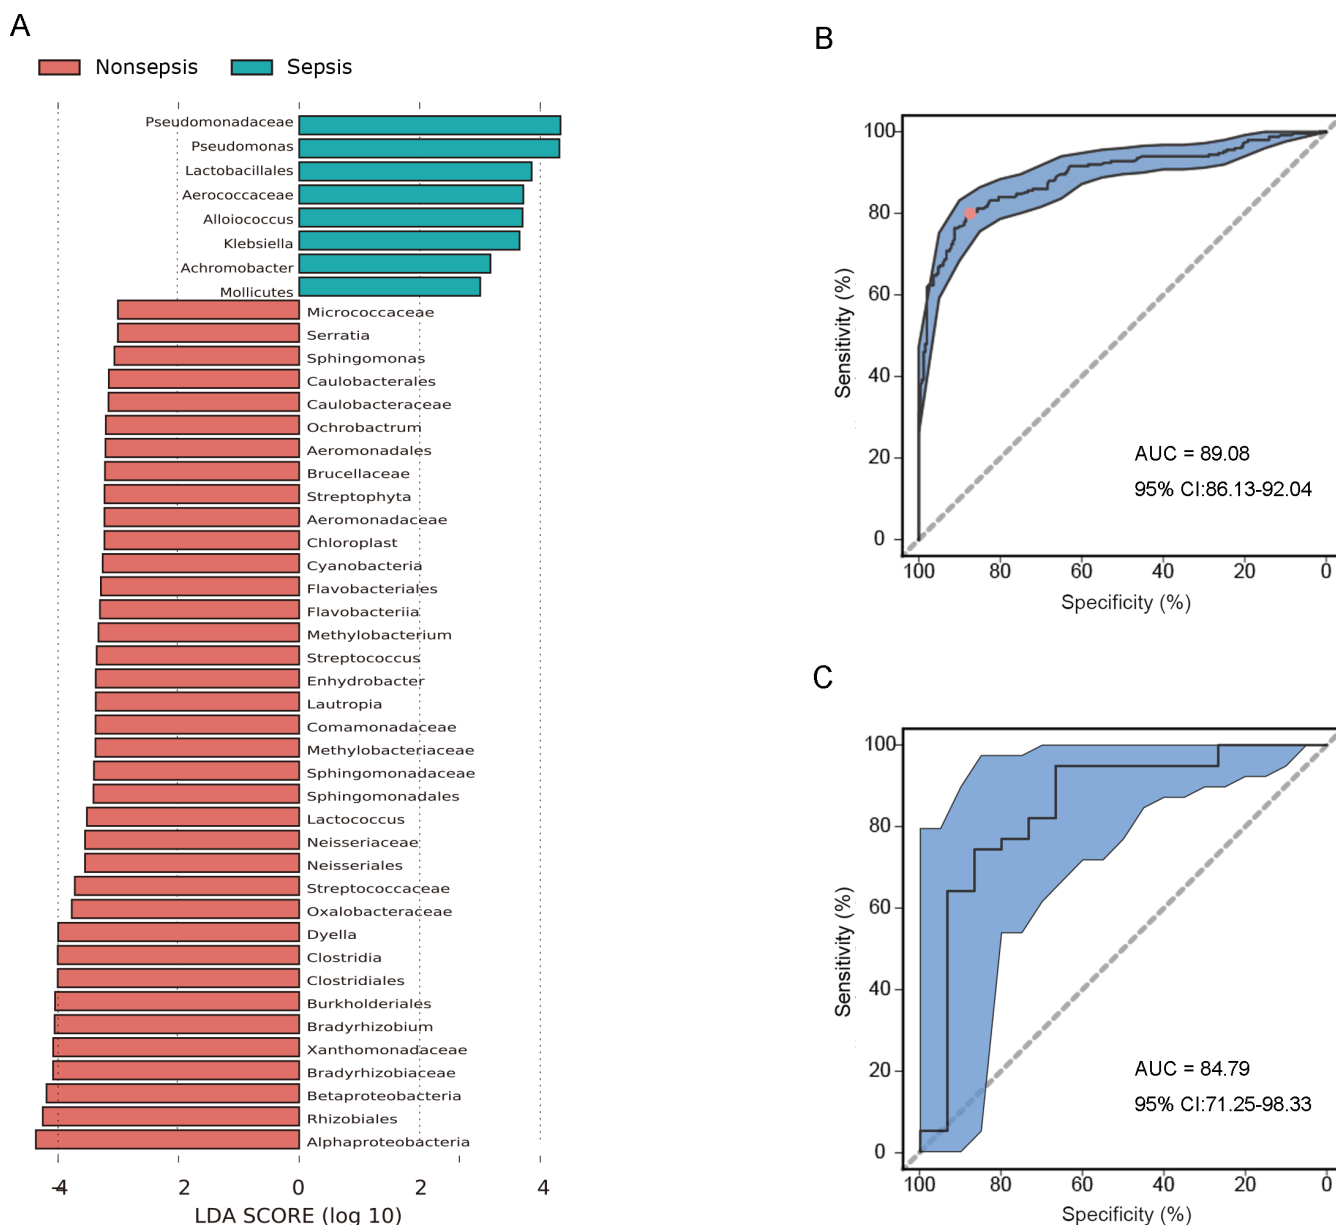 A
Nonsepsis Sepsis
Pseudomonadaceae
Pseudomonas
Lactobacillales
Aerococcaceae
Alloiococcus
Klebsiella
Achromobacter
Mollicutes
Micrococcaceae
Serratia
Sphingomonas
Caulobacterales
Caulobacteraceae
Ochrobactrum
Aeromonadales
Brucellaceae
Streptophyta
Aeromonadaceae
Chloroplast
Cyanobacteria
Flavobacteriales
Flavobacteriia
Methylobacterium
Streptococcus
Enhydrobacter
Lautropia
Comamonadaceae
Methylobacteriaceae
Sphingomonadaceae
Sphingomonadales
Lactococcus
Neisseriaceae
Neisseriales
Streptococcaceae
Oxalobacteraceae
Dyella
Clostridia
Clostridiales
Burkholderiales
Bradyrhizobium
Xanthomonadaceae
Bradyrhizobiaceae
Betaproteobacteria
Rhizobiales
Alphaproteobacteria
-4 2 0 2 4
LDA SCORE (log 10)
B
100
80
60
40
20
0
Sensitivity (%)
AUC = 89.08
95% CI:86.13-92.04
100 80 60 40 20 0
Specificity (%)
C
100
80
60
40
20
0
Sensitivity (%)
AUC = 84.79
95% CI:71.25-98.33
100 80 60 40 20 0
Specificity (%)